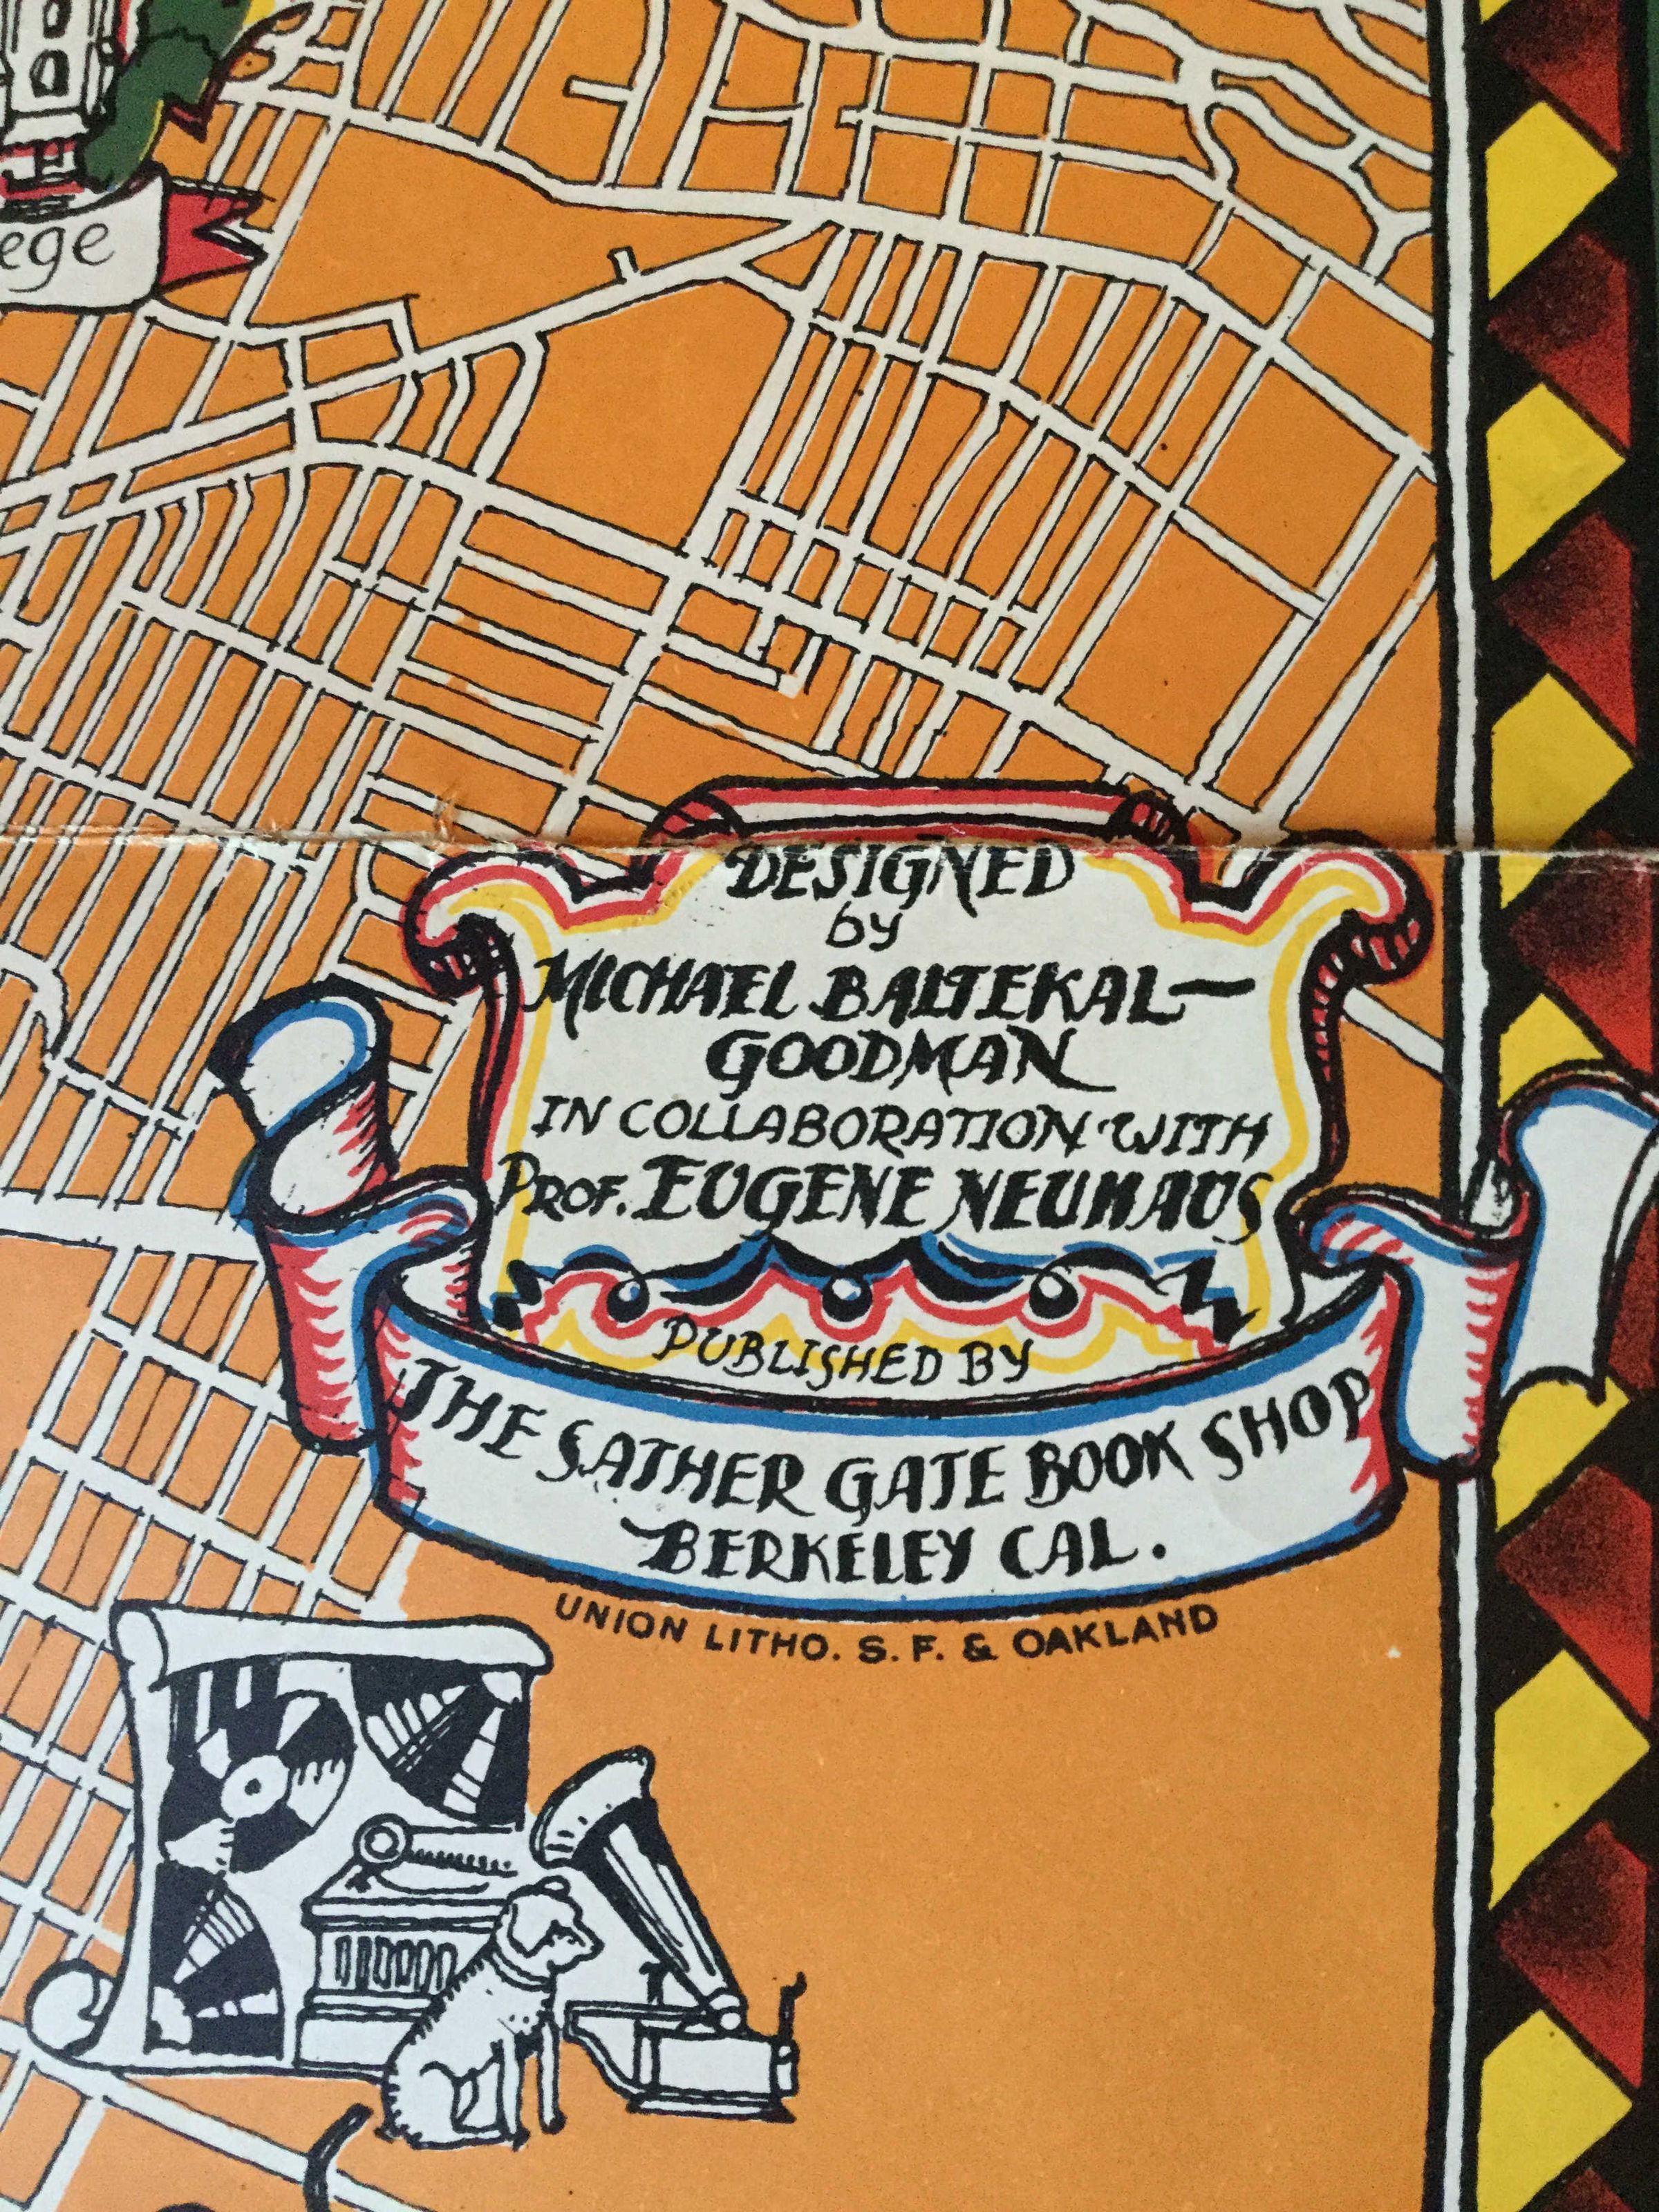 DESIGNED
by
MICHAEL BALTEKAL-
GOODMAN
IN COLLABORATION WITH
PROF. EUGENE NEUHAUS
PUBLISHED BY
THE SATHER GATE BOOK SHOP
BERKELEY CAL.
UNION LITHO. S. F. & OAKLAND